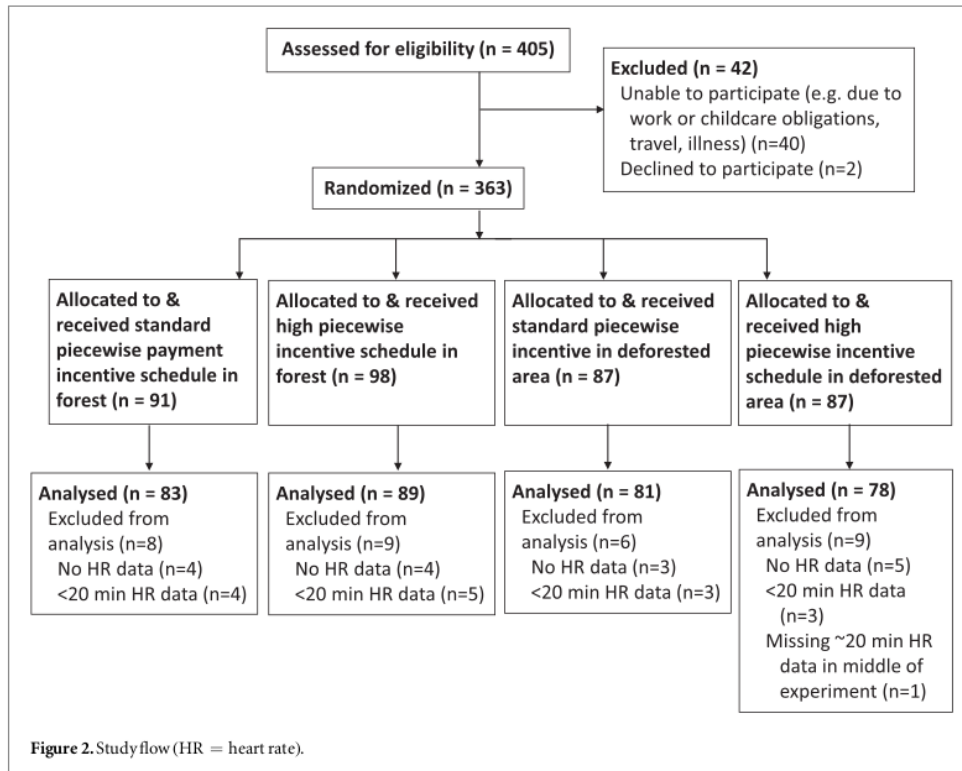 Assessed for eligibility (n = 405)
Excluded (n = 42)
Unable to participate (e.g. due to
work or childcare obligations,
travel, illness) (n=40)
Declined to participate (n=2)
Randomized (n = 363)
Allocated to &
received standard
piecewise payment
incentive schedule in
forest (n = 91)
Allocated to & received
high piecewise
incentive schedule in
forest (n = 98)
Allocated to & received
standard piecewise
incentive in deforested
area (n = 87)
Allocated to &
received high
piecewise incentive
schedule in deforested
area (n = 87)
Analysed (n = 83)
Excluded from
analysis (n=8)
No HR data (n=4)
<20 min HR data (n=4)
Analysed (n = 89)
Excluded from
analysis (n=9)
No HR data (n=4)
<20 min HR data (n=5)
Analysed (n = 81)
Excluded from
analysis (n=6)
No HR data (n=3)
<20 min HR data (n=3)
Analysed (n = 78)
Excluded from
analysis (n=9)
No HR data (n=5)
<20 min HR data
(n=3)
Missing ~20 min HR
data in middle of
experiment (n=1)
Figure 2. Study flow (HR = heart rate).